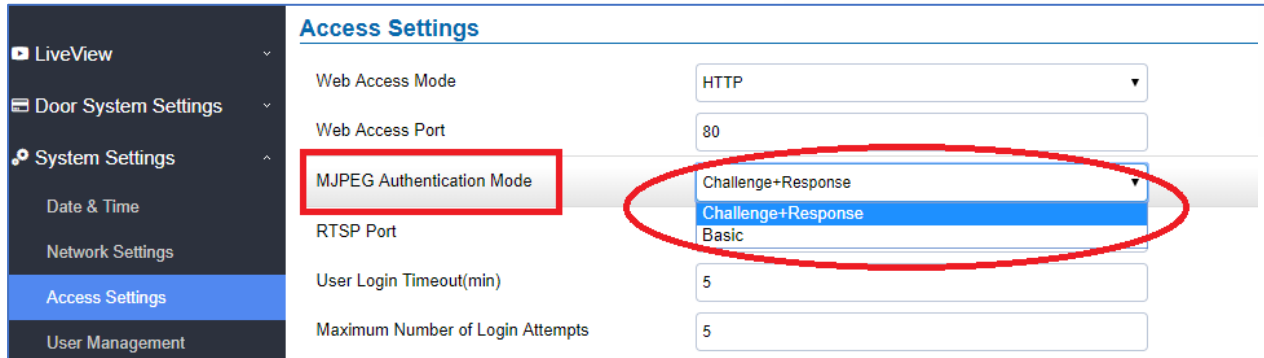 Access Settings
LiveView
Door System Settings
System Settings
Date & Time
Network Settings
Access Settings
User Management
Web Access Mode
HTTP
Web Access Port
80
MJPEG Authentication Mode
Challenge+Response
Challenge+Response
Basic
RTSP Port
User Login Timeout(min)
5
Maximum Number of Login Attempts
5